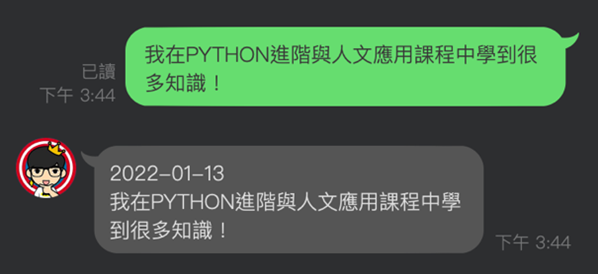 我在PYTHON進階與人文應用課程中學到很
多知識！
已讀
下午 3:44
2022-01-13
我在PYTHON進階與人文應用課程中學
到很多知識！
下午 3:44